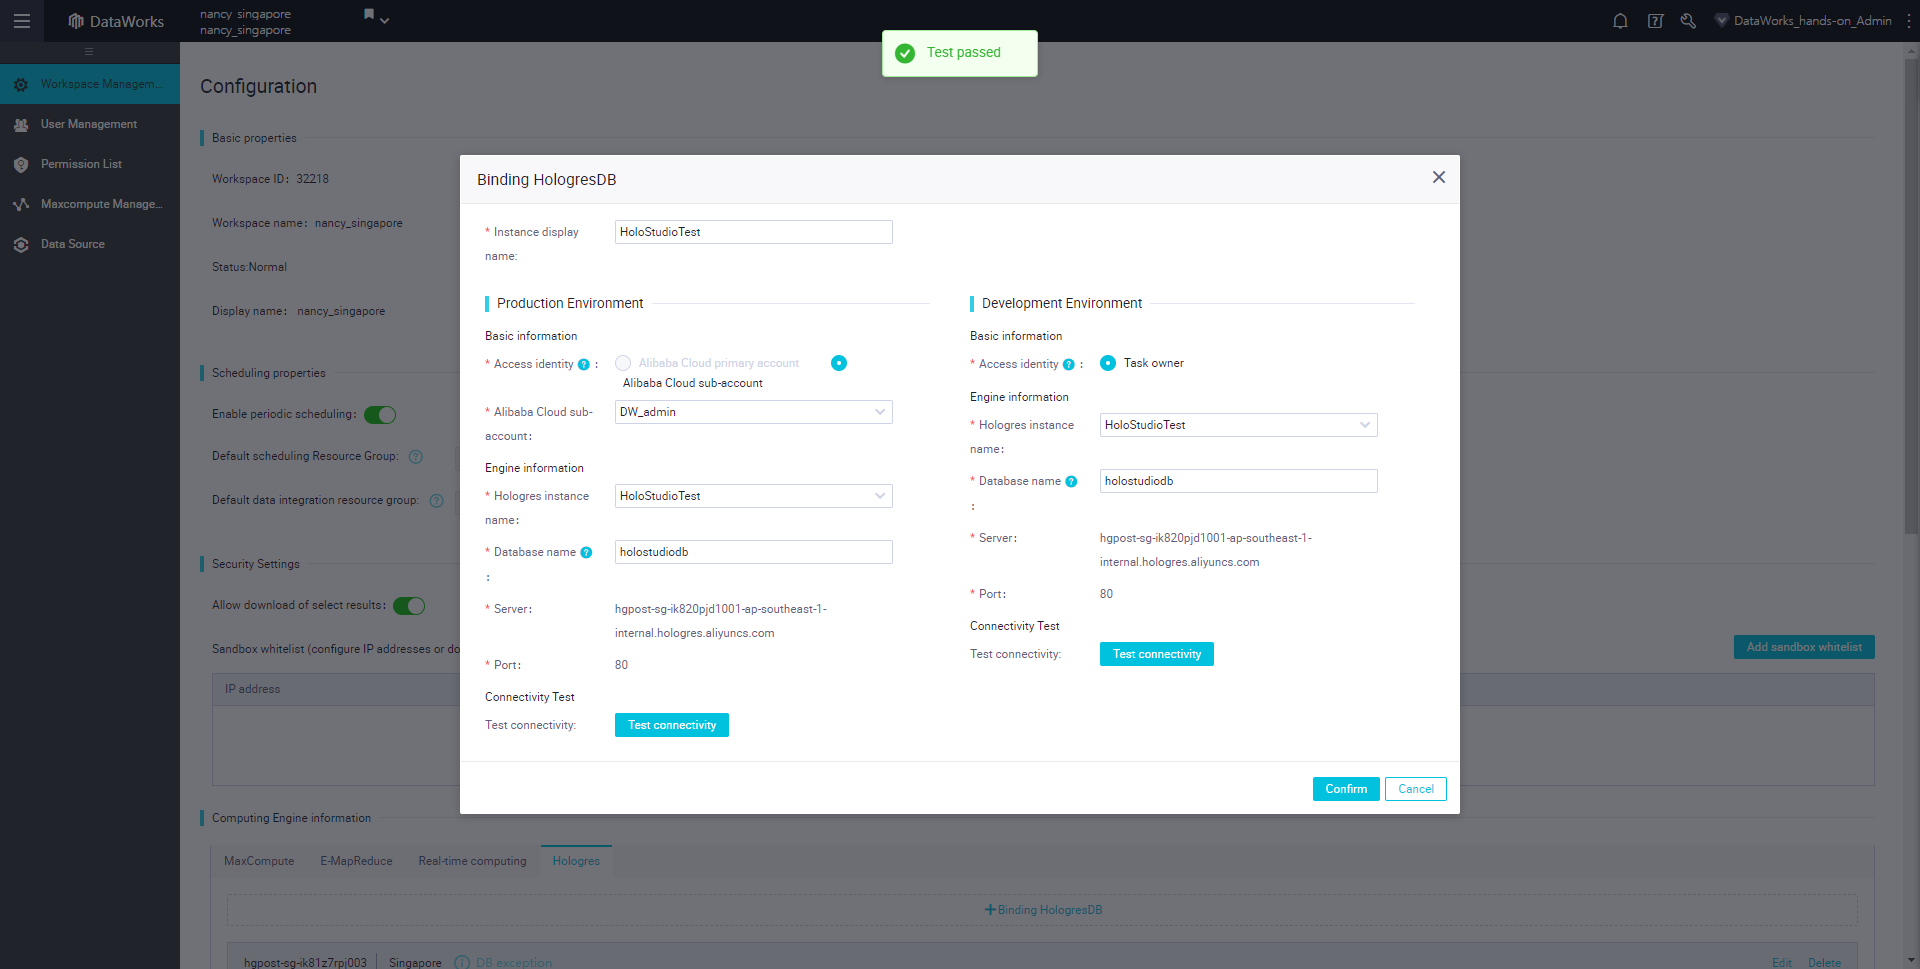 DataWorks
nancy_singapore
nancy_singapore
DataWorks_hands-on_Admin
Test passed
Workspace Managem...
User Management
Permission List
Maxcompute Manage...
Data Source
Configuration
Basic properties
Workspace ID: 32218
Workspace name: nancy_singapore
Status:Normal
Display name: nancy_singapore
Scheduling properties
Enable periodic scheduling:
Default scheduling Resource Group: ?
Default data integration resource group: ?
Security Settings
Allow download of select results:
Sandbox whitelist (configure IP addresses or do
Add sandbox whitelist
IP address
Computing Engine information
MaxCompute E-MapReduce Real-time computing Hologres
+Binding HologresDB
hgpost-sg-ik81z7rpj003 Singapore DB exception Edit Delete
Binding HologresDB
* Instance display
name:
HoloStudioTest
Production Environment
Basic information
* Access identity ? :
Alibaba Cloud primary account
Alibaba Cloud sub-account
* Alibaba Cloud sub-
account:
DW_admin
Engine information
* Hologres instance
name:
HoloStudioTest
* Database name ?
:
holostudiodb
* Server:
hgpost-sg-ik820pjd1001-ap-southeast-1-
internal.hologres.aliyuncs.com
* Port: 80
Connectivity Test
Test connectivity: Test connectivity
Development Environment
Basic information
* Access identity ? : Task owner
Engine information
* Hologres instance
name:
HoloStudioTest
* Database name ?
:
holostudiodb
* Server:
hgpost-sg-ik820pjd1001-ap-southeast-1-
internal.hologres.aliyuncs.com
* Port: 80
Connectivity Test
Test connectivity: Test connectivity
Confirm Cancel